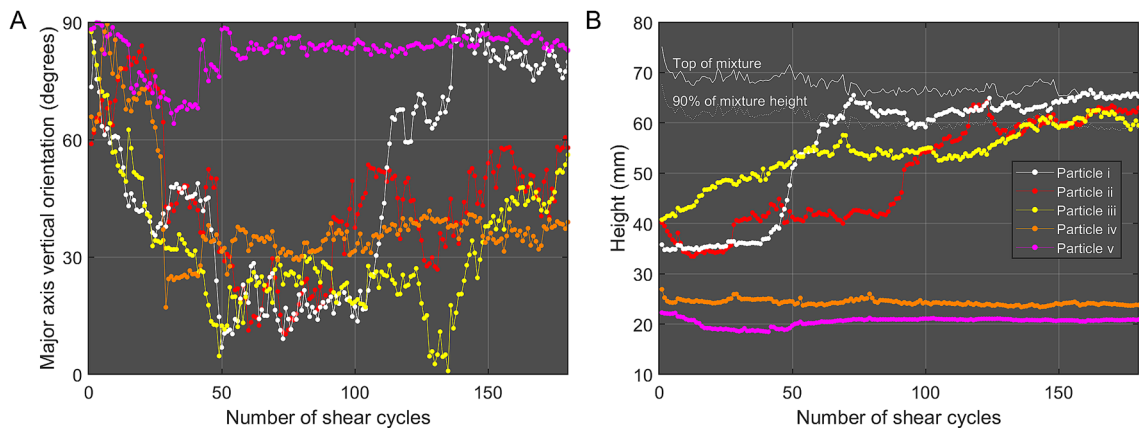 A
Major axis vertical orientation (degrees)
90
60
30
0
0
50
100
150
Number of shear cycles
B
Height (mm)
80
70
60
50
40
30
20
10
0
50
100
150
Number of shear cycles
Top of mixture
90% of mixture height
Particle i
Particle ii
Particle iii
Particle iv
Particle v